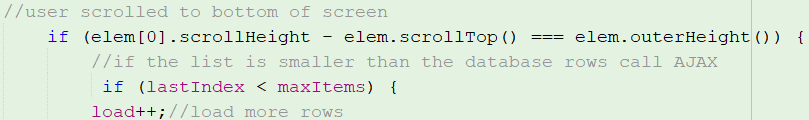 //user scrolled to bottom of screen
if (elem[0].scrollHeight - elem.scrollTop() === elem.outerHeight()) {
//if the list is smaller than the database rows call AJAX
if (lastIndex < maxItems) {
load++;//load more rows